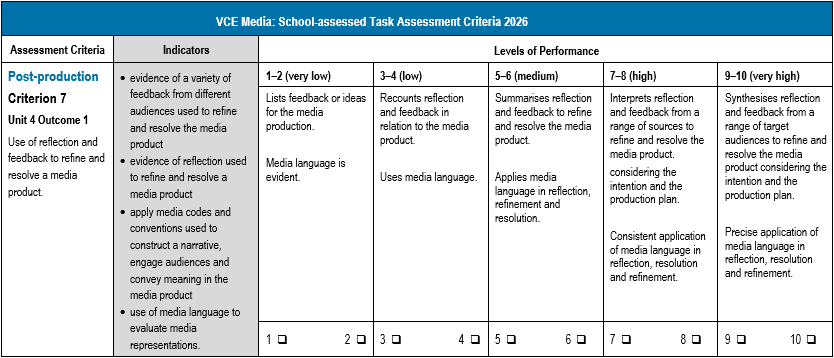 VCE Media: School-assessed Task Assessment Criteria 2026
Assessment Criteria
Indicators
Levels of Performance
Post-production
Criterion 7
Unit 4 Outcome 1
Use of reflection and
feedback to refine and
resolve a media
product.
• evidence of a variety of
feedback from different
audiences used to refine
and resolve the media
product
• evidence of reflection used
to refine and resolve a
media product
• apply media codes and
conventions used to
construct a narrative,
engage audiences and
convey meaning in the
media product
• use of media language to
evaluate media
representations.
1–2 (very low)
Lists feedback or ideas
for the media
production.
Media language is
evident.
1 ❑ 2 ❑
3–4 (low)
Recounts reflection
and feedback in
relation to the media
product.
Uses media language.
3 ❑ 4 ❑
5–6 (medium)
Summarises reflection
and feedback to refine
and resolve the media
product.
Applies media
language in reflection,
refinement and
resolution.
5 ❑ 6 ❑
7–8 (high)
Interprets reflection
and feedback from a
range of sources to
refine and resolve the
media product.
considering the
intention and the
production plan.
Consistent application
of media language in
reflection, resolution
and refinement.
7 ❑ 8 ❑
9–10 (very high)
Synthesises reflection
and feedback from a
range of target
audiences to refine and
resolve the media
product considering the
intention and the
production plan.
Precise application of
media language in
reflection, resolution
and refinement.
9 ❑ 10 ❑